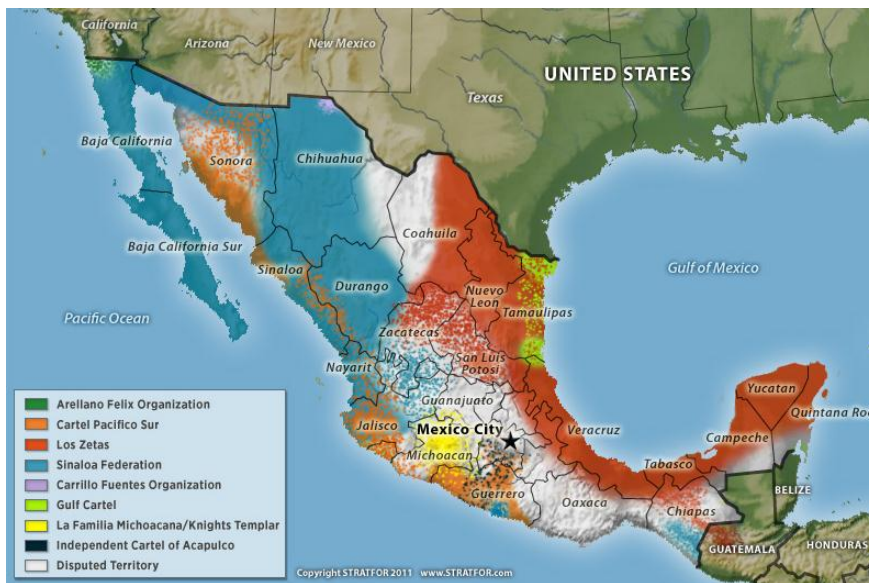 California
Arizona
New Mexico
UNITED STATES
Texas
Baja California
Sonora
Chihuahua
Coahuila
Baja California Sur
Sinaloa
Durango
Nuevo
Leon
Tamaulipas
Gulf of Mexico
Pacific Ocean
Zacatecas
San Luis
Potosi
Nayarit
Guanajuato
Yucatan
Quintana Roo
Jalisco
Mexico City
Veracruz
Campeche
Michoacan
Tabasco
Guerrero
Oaxaca
Chiapas
BELIZE
GUATEMALA
HONDURAS
Arellano Felix Organization
Cartel Pacifico Sur
Los Zetas
Sinaloa Federation
Carrillo Fuentes Organization
Gulf Cartel
La Familia Michoacana/Knights Templar
Independent Cartel of Acapulco
Disputed Territory
Copyright STRATFOR 2011 www.STRATFOR.com